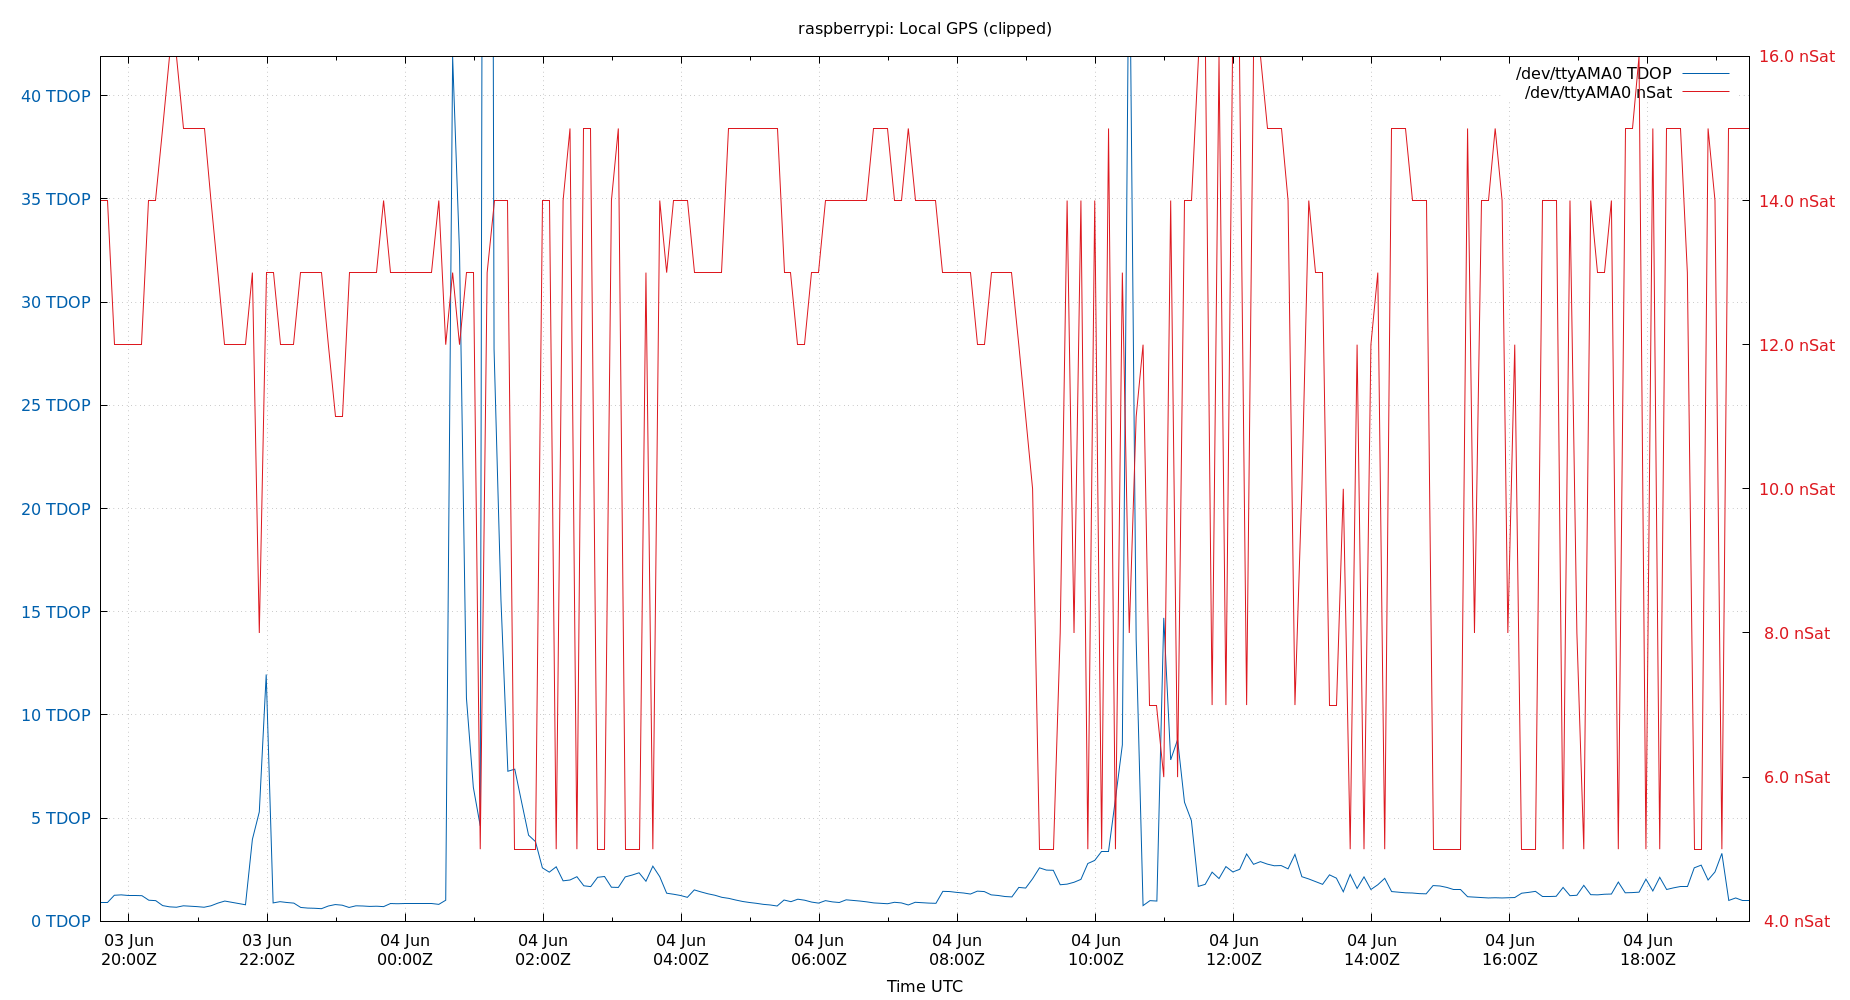 raspberrypi: Local GPS (clipped)
/dev/ttyAMA0 TDOP
/dev/ttyAMA0 nSat
40 TDOP
35 TDOP
30 TDOP
25 TDOP
20 TDOP
15 TDOP
10 TDOP
5 TDOP
0 TDOP
16.0 nSat
14.0 nSat
12.0 nSat
10.0 nSat
8.0 nSat
6.0 nSat
4.0 nSat
03 Jun 03 Jun 04 Jun 04 Jun 04 Jun 04 Jun 04 Jun 04 Jun 04 Jun 04 Jun 04 Jun 04 Jun
20:00Z 22:00Z 00:00Z 02:00Z 04:00Z 06:00Z 08:00Z 10:00Z 12:00Z 14:00Z 16:00Z 18:00Z
Time UTC